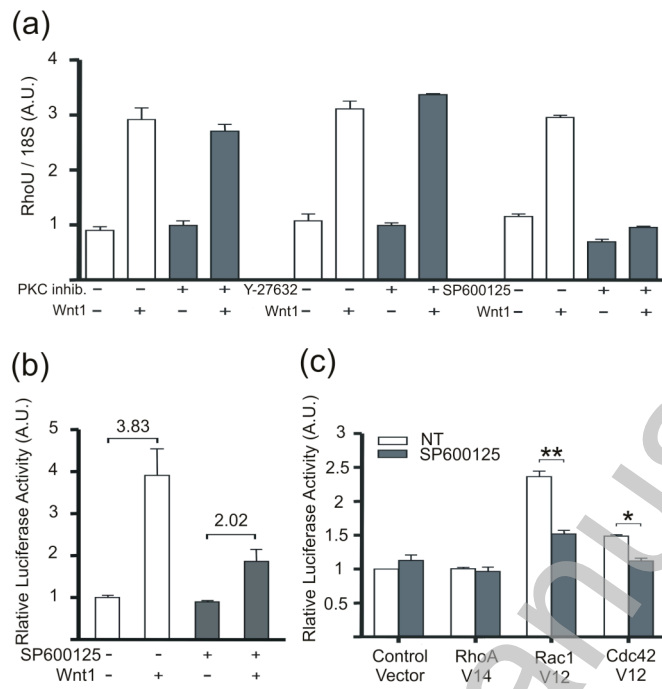 (a)
RhoU / 18S (A.U.)
4
3
2
1
0
PKC inhib. – – + + Y-27632 – – + + SP600125 – – + +
Wnt1 – + – + Wnt1 – + – + Wnt1 – + – +
(b)
Rlative Luciferase Activity (A.U.)
5
4
3
2
1
0
3.83
2.02
SP600125 - - + +
Wnt1 - + - +
(c)
Rlative Luciferase Activity (A.U.)
3
2.5
2
1.5
1
0.5
NT
SP600125
**
*
Control
Vector
RhoA
V14
Rac1
V12
Cdc42
V12